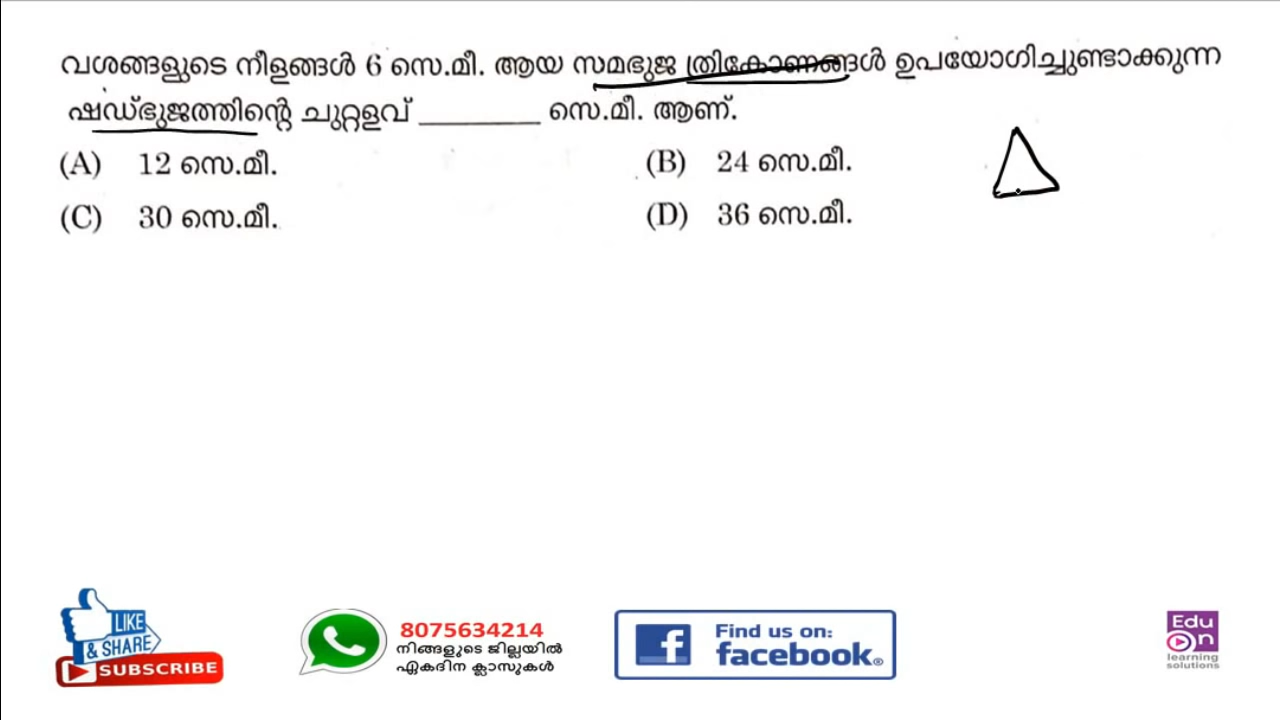 വശങ്ങളുടെ നീളങ്ങൾ 6 സെ.മീ. ആയ സമഭുജ ത്രികോണങ്ങൾ ഉപയോഗിച്ചുണ്ടാക്കുന്ന
ഷഡ്ഭുജത്തിന്റെ ചുറ്റളവ് ________ സെ.മീ. ആണ്.
(A) 12 സെ.മീ. (B) 24 സെ.മീ.
(C) 30 സെ.മീ. (D) 36 സെ.മീ.
LIKE
& SHARE
SUBSCRIBE
8075634214
നിങ്ങളുടെ ജില്ലയിൽ
ഏകദിന ക്ലാസുകൾ
Find us on:
facebook®
Edu
On
learning
solutions